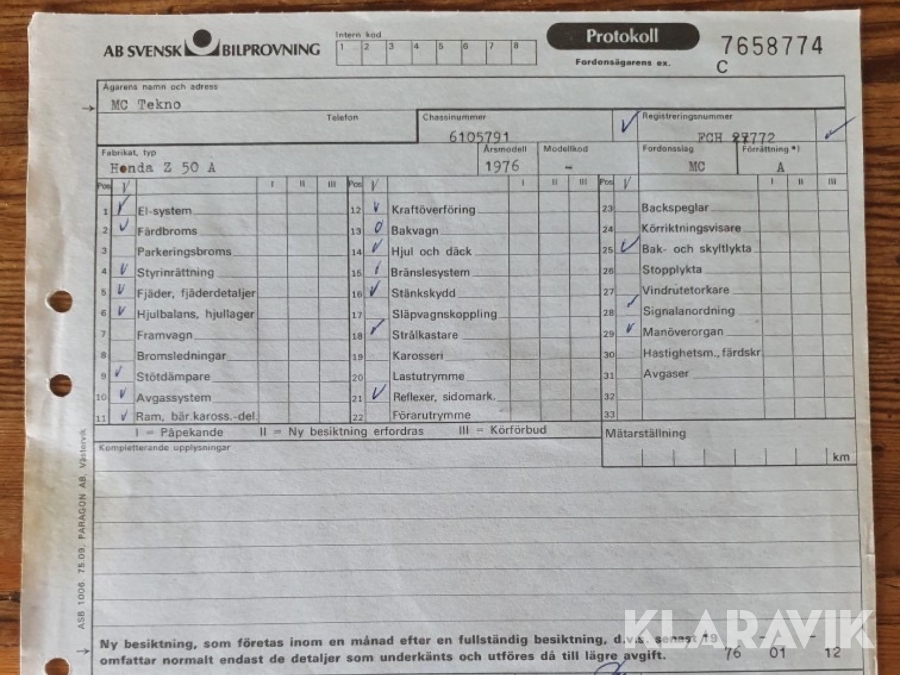 AB SVENSK BILPROVNING
Intern kod
1 2 3 4 5 6 7 8
Protokoll
Fordonsägarens ex.
7658774
C
Ägarens namn och adress
MC Tekno
Telefon
Chassinummer
6105791
Registreringsnummer
Fabrikat, typ
Honda Z 50 A
Årsmodell
1976
Modellkod
-
Fordonsslag
MC
Förrättning *)
A
Pos V I II III Pos V I II III Pos V I II III
1 El-system 12 Kraftöverföring 23 Backspeglar
2 Färdbroms 13 Bakvagn 24 Körriktningsvisare
3 Parkeringsbroms 14 Hjul och däck 25 Bak- och skyltlykta
4 Styrinrättning 15 Bränslesystem 26 Stopplykta
5 Fjäder, fjäderdetaljer 16 Stänkskydd 27 Vindrutetorkare
6 Hjulbalans, hjullager 17 Släpvagnskoppling 28 Signalanordning
7 Framvagn 18 Strålkastare 29 Manöverorgan
8 Bromsledningar 19 Karosseri 30 Hastighetsm., färdskr
9 Stötdämpare 20 Lastutrymme 31 Avgaser
10 Avgassystem 21 Reflexer, sidomark. 32
11 Ram, bär.kaross.-del. 22 Förarutrymme 33
I = Påpekande II = Ny besiktning erfordras III = Körförbud
Mätarställning
km
Kompletterande upplysningar
ASB 1006 75.09, PARAGON AB, Västervik
Ny besiktning, som företas inom en månad efter en fullständig besiktning, d.v.s. senast 19
76 - 01 - 12
omfattar normalt endast de detaljer som underkänts och utföres då till lägre avgift.
KLARAVIK